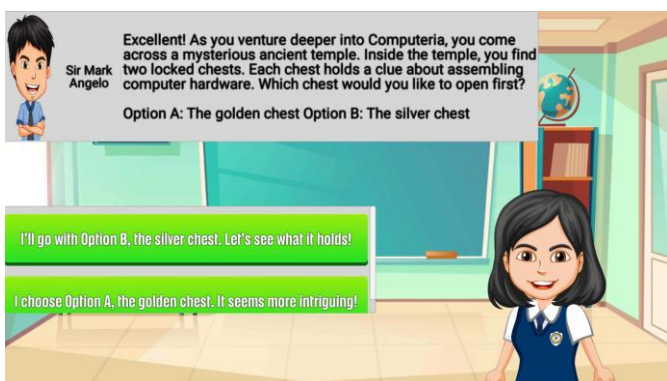 Excellent! As you venture deeper into Computeria, you come
across a mysterious ancient temple. Inside the temple, you find
Sir Mark Angelo
two locked chests. Each chest holds a clue about assembling
computer hardware. Which chest would you like to open first?
Option A: The golden chest Option B: The silver chest
I'll go with Option B, the silver chest. Let's see what it holds!
I choose Option A, the golden chest. It seems more intriguing!